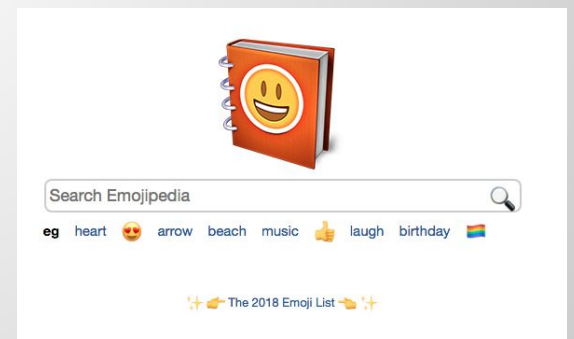 Search Emojipedia
eg heart 😍 arrow beach music 👍 laugh birthday 🏳️‍🌈
✨👉 The 2018 Emoji List 👈✨